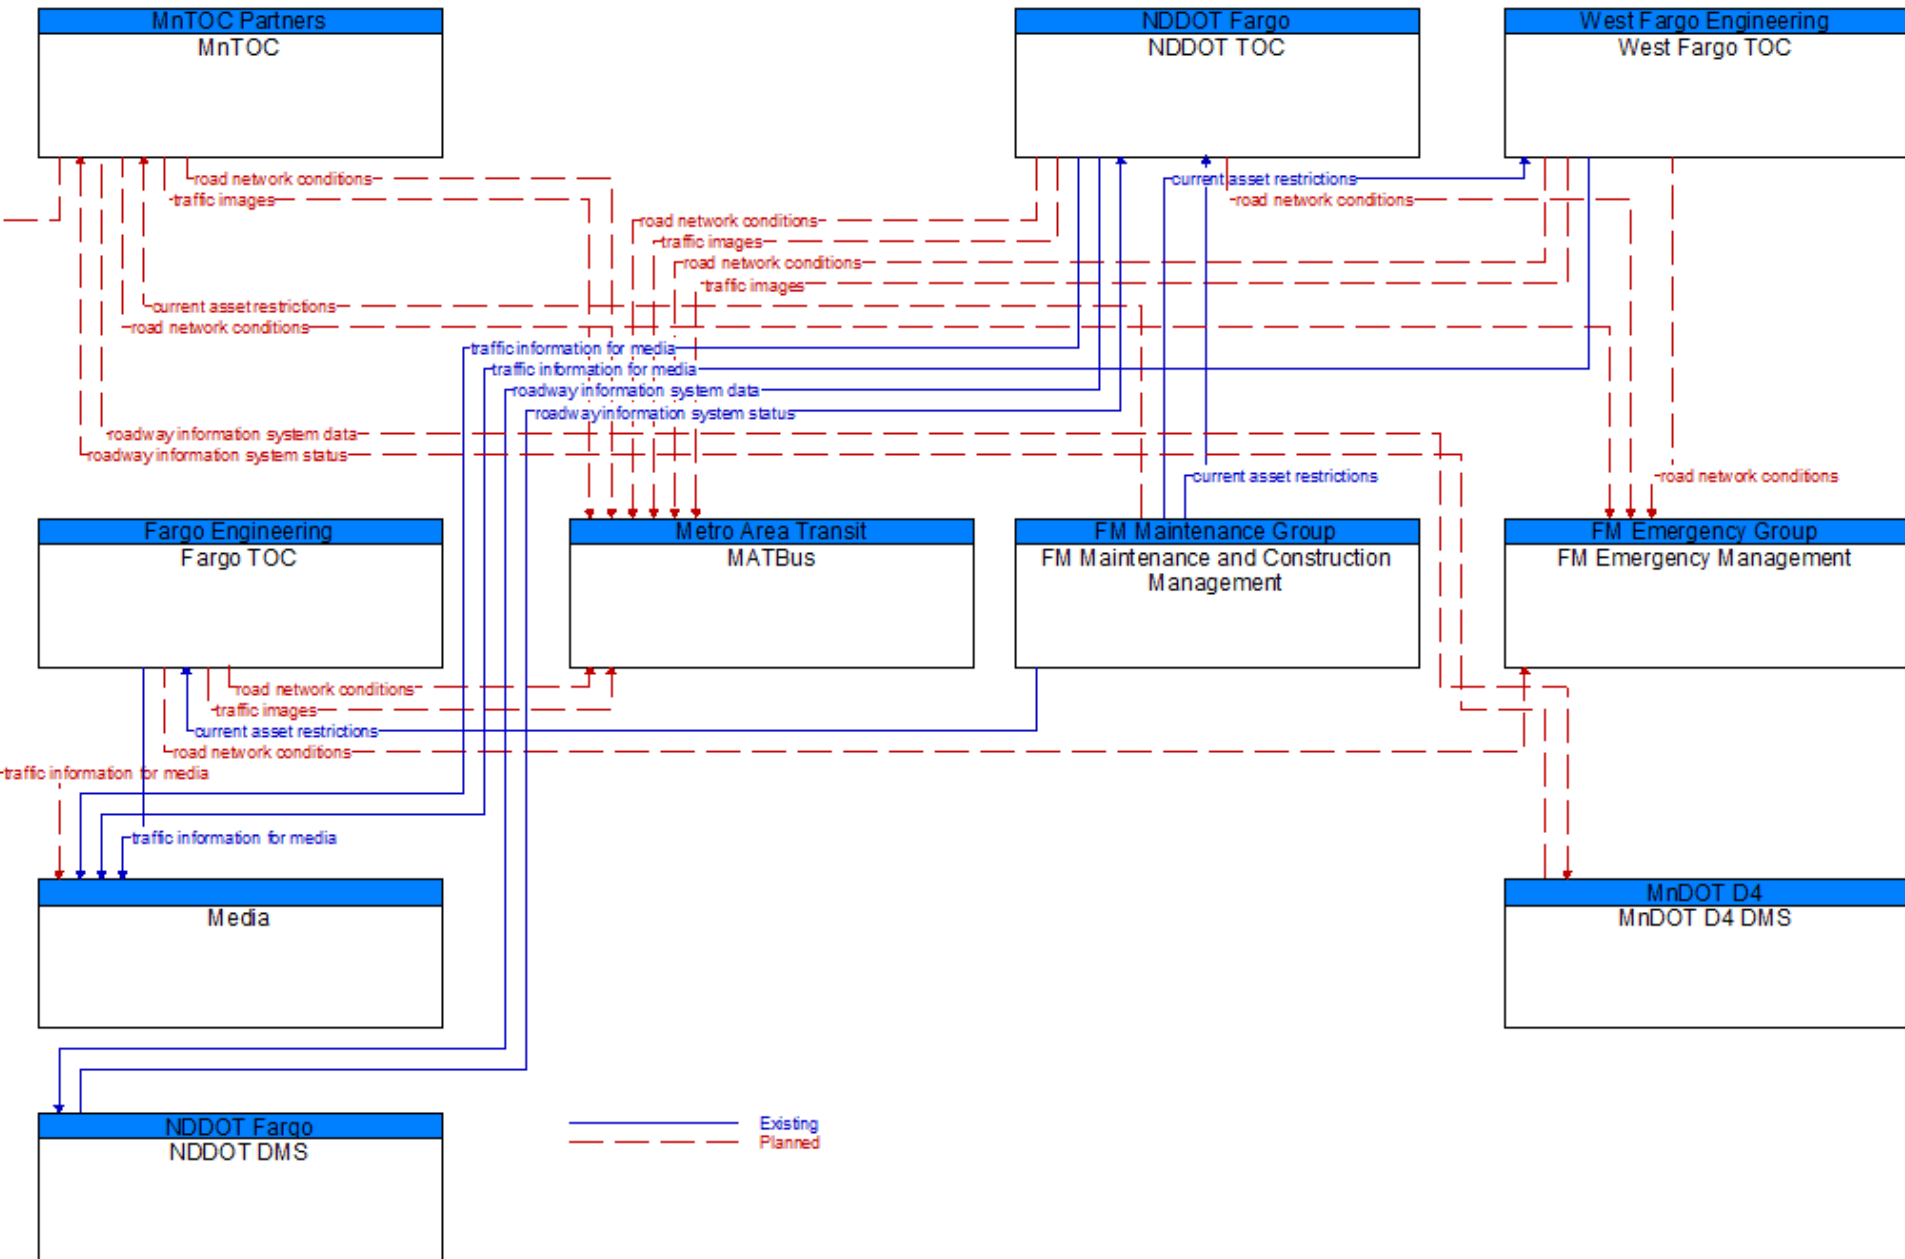 MnTOC Partners
MnTOC
NDDOT Fargo
NDDOT TOC
West Fargo Engineering
West Fargo TOC
road network conditions
traffic images
current asset restrictions
road network conditions
road network conditions
traffic images
road network conditions
traffic images
current asset restrictions
road network conditions
traffic information for media
traffic information for media
roadway information system data
roadway information system status
roadway information system data
roadway information system status
current asset restrictions
road network conditions
Fargo Engineering
Fargo TOC
Metro Area Transit
MATBus
FM Maintenance Group
FM Maintenance and Construction
Management
FM Emergency Group
FM Emergency Management
road network conditions
traffic images
current asset restrictions
road network conditions
traffic information for media
traffic information for media
Media
MnDOT D4
MnDOT D4 DMS
NDDOT Fargo
NDDOT DMS
Existing
Planned